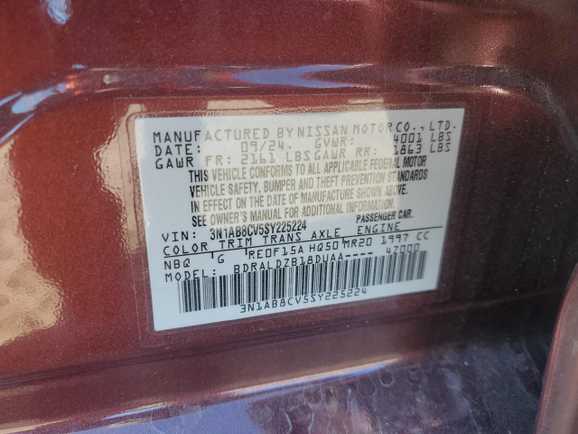 MANUFACTURED BY NISSAN MOTOR CO., LTD.
DATE: 09/24. GVWR: 4001 LBS
GAWR FR: 2161 LBS GAWR RR: 1863 LBS
THIS VEHICLE CONFORMS TO ALL APPLICABLE FEDERAL MOTOR
VEHICLE SAFETY, BUMPER AND THEFT PREVENTION STANDARDS
IN EFFECT ON THE DATE OF MANUFACTURE SHOWN ABOVE.
SEE OWNER'S MANUAL FOR ADDITIONAL INFORMATION.
VIN: 3N1AB8CV5SY225224 PASSENGER CAR.
COLOR TRIM TRANS AXLE ENGINE
NBQ G RE0F15A HQ50 MR20 1997 CC
MODEL: BDRALDZB18DUAA---- 4Z000
3N1AB8CV5SY225224